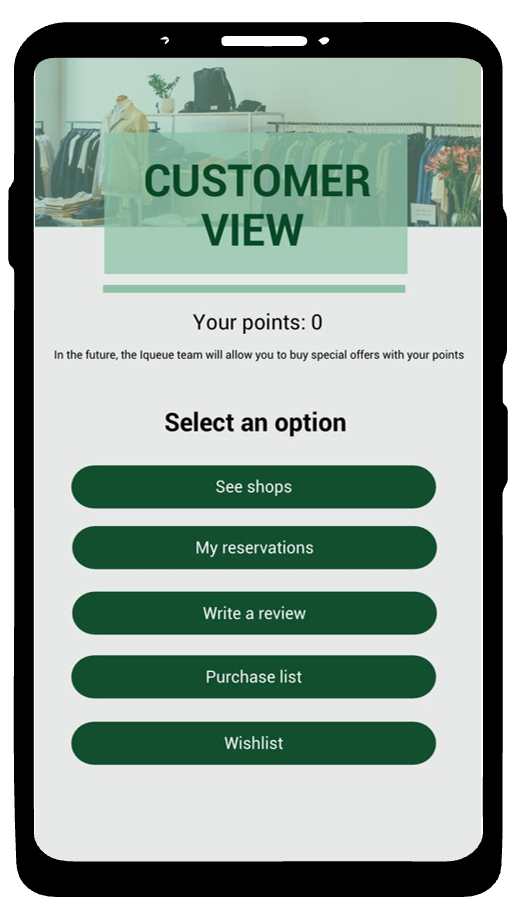 CUSTOMER
VIEW
Your points: 0
In the future, the Iqueue team will allow you to buy special offers with your points
Select an option
See shops
My reservations
Write a review
Purchase list
Wishlist